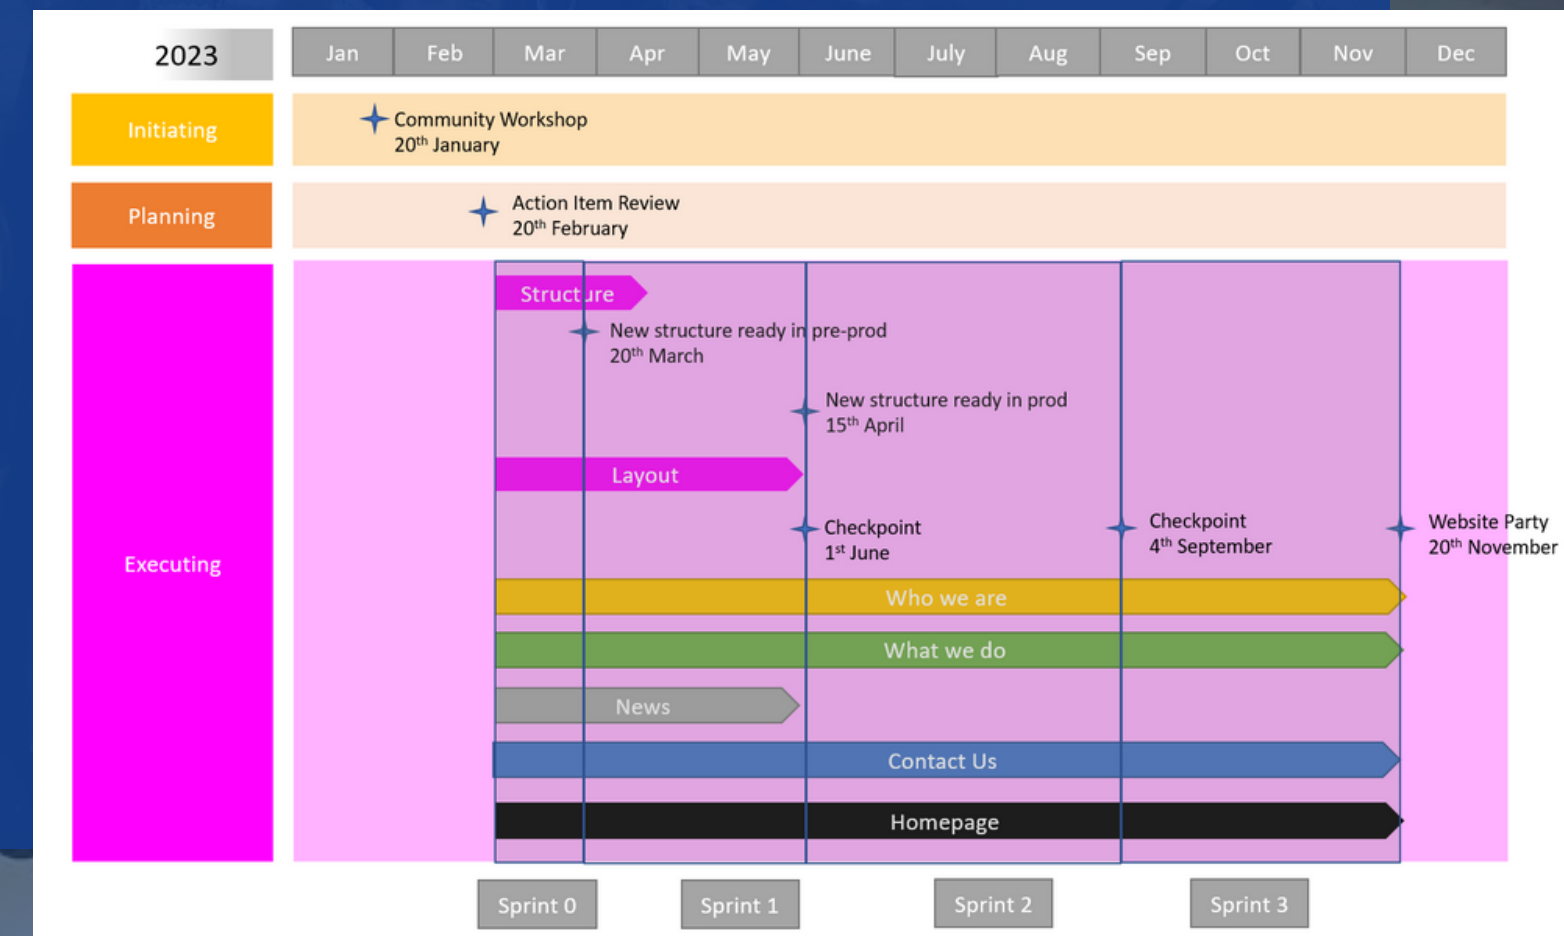 2023
Jan
Feb
Mar
Apr
May
June
July
Aug
Sep
Oct
Nov
Dec
Initiating
Community Workshop
20th January
Planning
Action Item Review
20th February
Executing
Structure
New structure ready in pre-prod
20th March
New structure ready in prod
15th April
Layout
Checkpoint
1st June
Checkpoint
4th September
Website Party
20th November
Who we are
What we do
News
Contact Us
Homepage
Sprint 0
Sprint 1
Sprint 2
Sprint 3